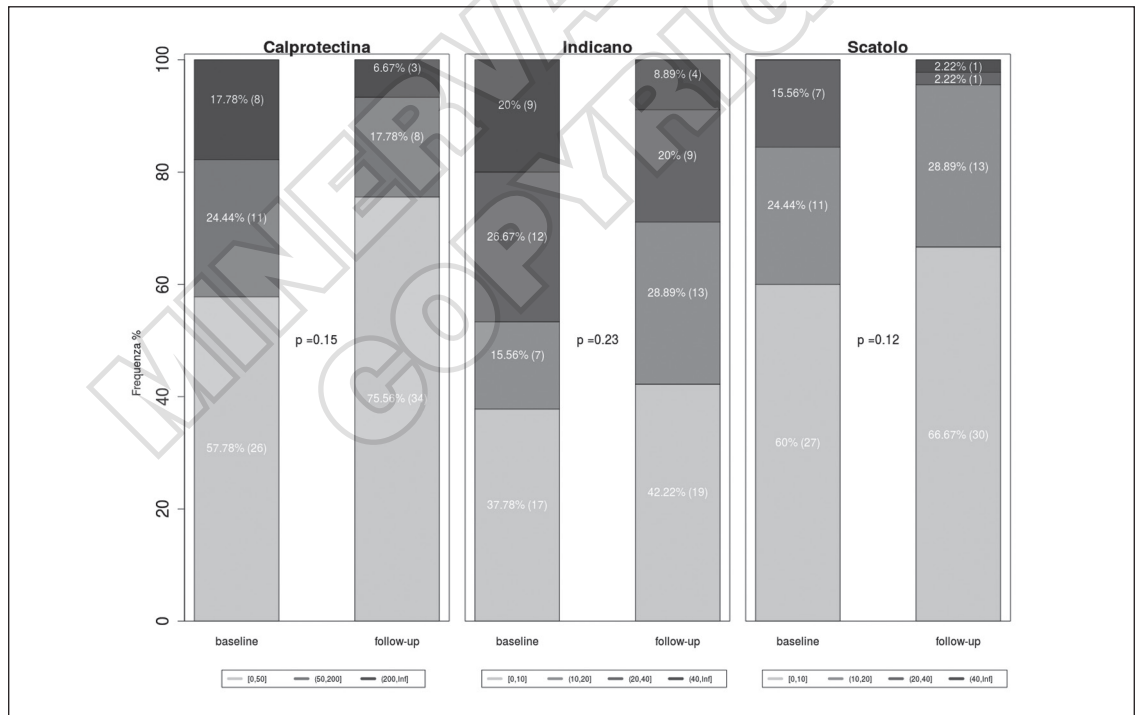 MINERVA
COPYRIG
Calprotectina
Indicano
Scatolo
Frequenza %
100
80
60
40
20
0
17.78% (8)
24.44% (11)
57.78% (26)
p =0.15
6.67% (3)
17.78% (8)
75.56% (34)
baseline
follow-up
[0,50]
(50,200]
(200,Inf]
20% (9)
26.67% (12)
15.56% (7)
37.78% (17)
p =0.23
8.89% (4)
20% (9)
28.89% (13)
42.22% (19)
baseline
follow-up
[0,10]
(10,20]
(20,40]
(40,Inf]
15.56% (7)
24.44% (11)
60% (27)
p =0.12
2.22% (1)
2.22% (1)
28.89% (13)
66.67% (30)
baseline
follow-up
[0,10]
(10,20]
(20,40]
(40,Inf]